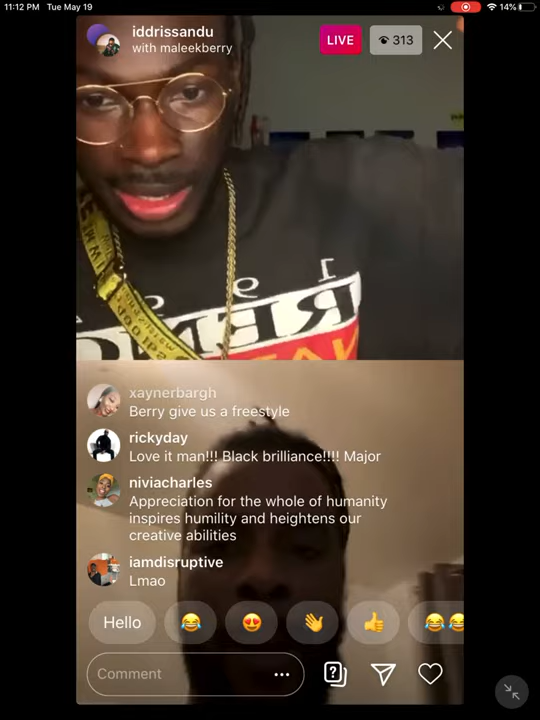 11:12 PM Tue May 19
14%
iddrissandu
with maleekberry
LIVE
313
xaynerbargh
Berry give us a freestyle
rickyday
Love it man!!! Black brilliance!!!! Major
niviacharles
Appreciation for the whole of humanity
inspires humility and heightens our
creative abilities
iamdisruptive
Lmao
Hello
Comment